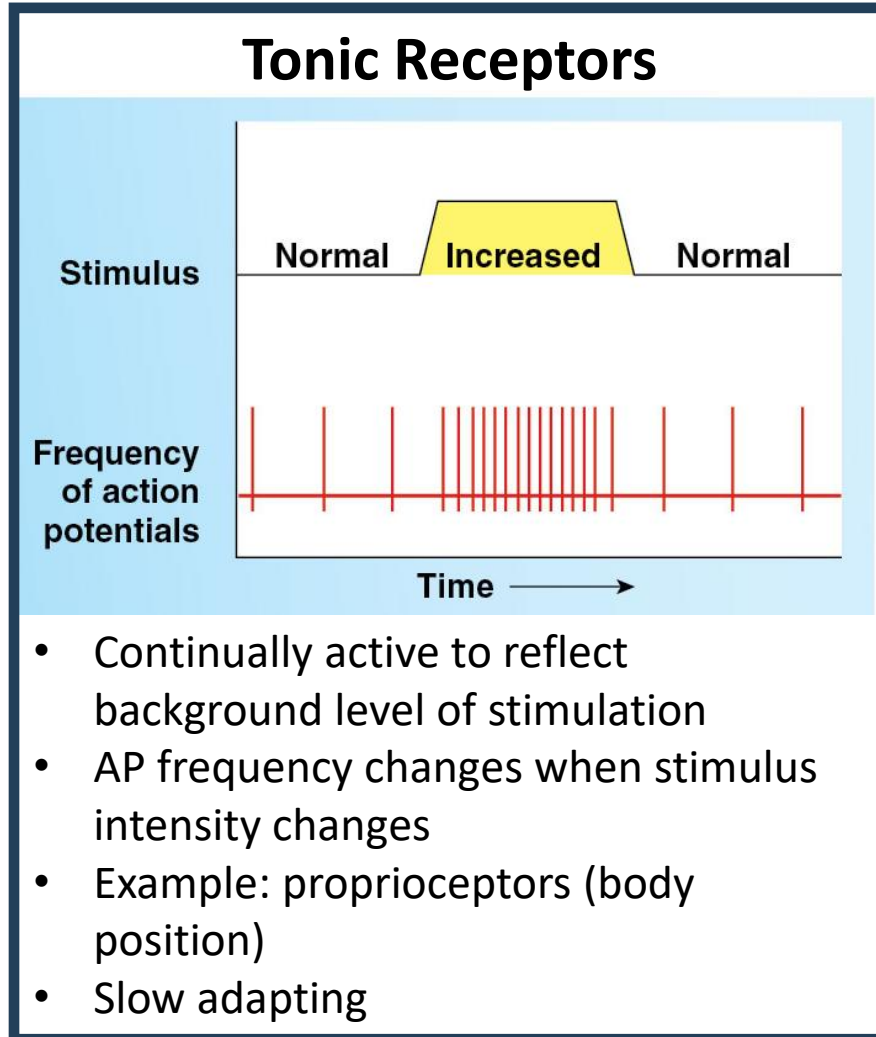 Tonic Receptors
Stimulus
Normal
Increased
Normal
Frequency
of action
potentials
Time
• Continually active to reflect
background level of stimulation
• AP frequency changes when stimulus
intensity changes
• Example: proprioceptors (body
position)
• Slow adapting